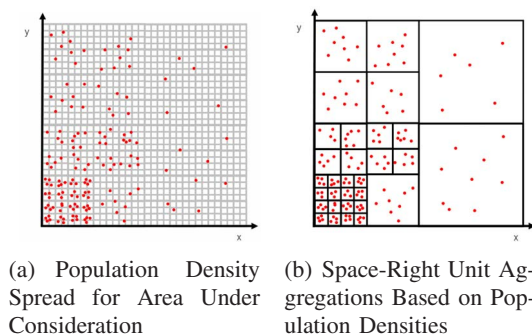 y
x
(a) Population Density
Spread for Area Under
Consideration
y
x
(b) Space-Right Unit Ag-
gregations Based on Pop-
ulation Densities